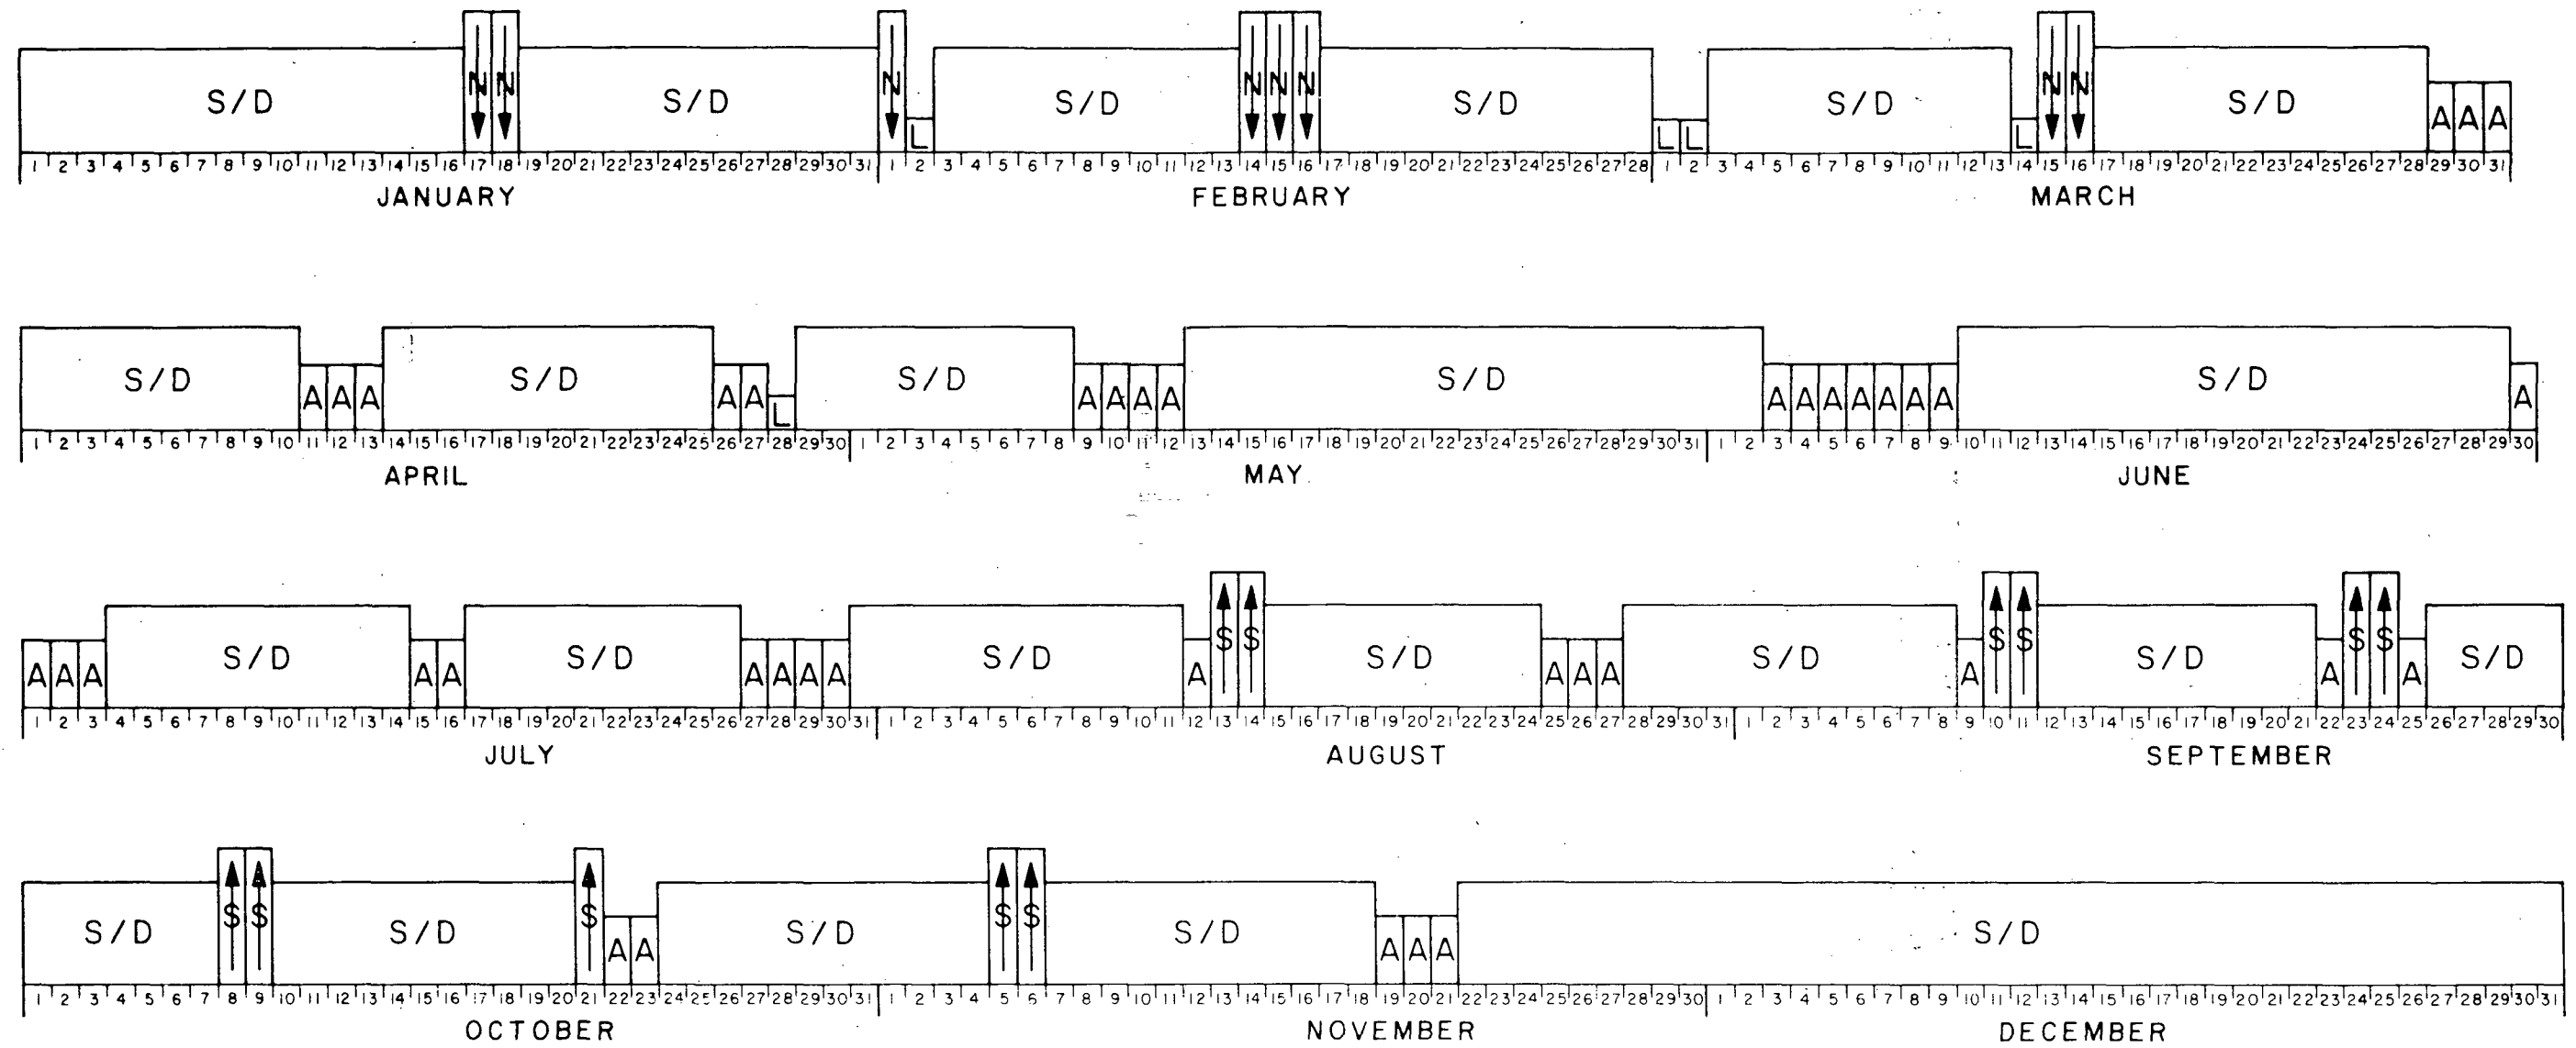 S/D N N S/D N L S/D N N N S/D L L S/D L N N S/D A A A
1 2 3 4 5 6 7 8 9 10 11 12 13 14 15 16 17 18 19 20 21 22 23 24 25 26 27 28 29 30 31 1 2 3 4 5 6 7 8 9 10 11 12 13 14 15 16 17 18 19 20 21 22 23 24 25 26 27 28 1 2 3 4 5 6 7 8 9 10 11 12 13 14 15 16 17 18 19 20 21 22 23 24 25 26 27 28 29 30 31
JANUARY FEBRUARY MARCH
S/D A A A S/D A A L S/D A A A A S/D A A A A A A A S/D A
1 2 3 4 5 6 7 8 9 10 11 12 13 14 15 16 17 18 19 20 21 22 23 24 25 26 27 28 29 30 1 2 3 4 5 6 7 8 9 10 11 12 13 14 15 16 17 18 19 20 21 22 23 24 25 26 27 28 29 30 31 1 2 3 4 5 6 7 8 9 10 11 12 13 14 15 16 17 18 19 20 21 22 23 24 25 26 27 28 29 30
APRIL MAY JUNE
A A A S/D A A S/D A A A A S/D A S S S/D A A A S/D A S S S/D A S S A S/D
1 2 3 4 5 6 7 8 9 10 11 12 13 14 15 16 17 18 19 20 21 22 23 24 25 26 27 28 29 30 31 1 2 3 4 5 6 7 8 9 10 11 12 13 14 15 16 17 18 19 20 21 22 23 24 25 26 27 28 29 30 31 1 2 3 4 5 6 7 8 9 10 11 12 13 14 15 16 17 18 19 20 21 22 23 24 25 26 27 28 29 30
JULY AUGUST SEPTEMBER
S/D S S S/D S A A S/D S S S/D A A A S/D
1 2 3 4 5 6 7 8 9 10 11 12 13 14 15 16 17 18 19 20 21 22 23 24 25 26 27 28 29 30 31 1 2 3 4 5 6 7 8 9 10 11 12 13 14 15 16 17 18 19 20 21 22 23 24 25 26 27 28 29 30 1 2 3 4 5 6 7 8 9 10 11 12 13 14 15 16 17 18 19 20 21 22 23 24 25 26 27 28 29 30 31
OCTOBER NOVEMBER DECEMBER